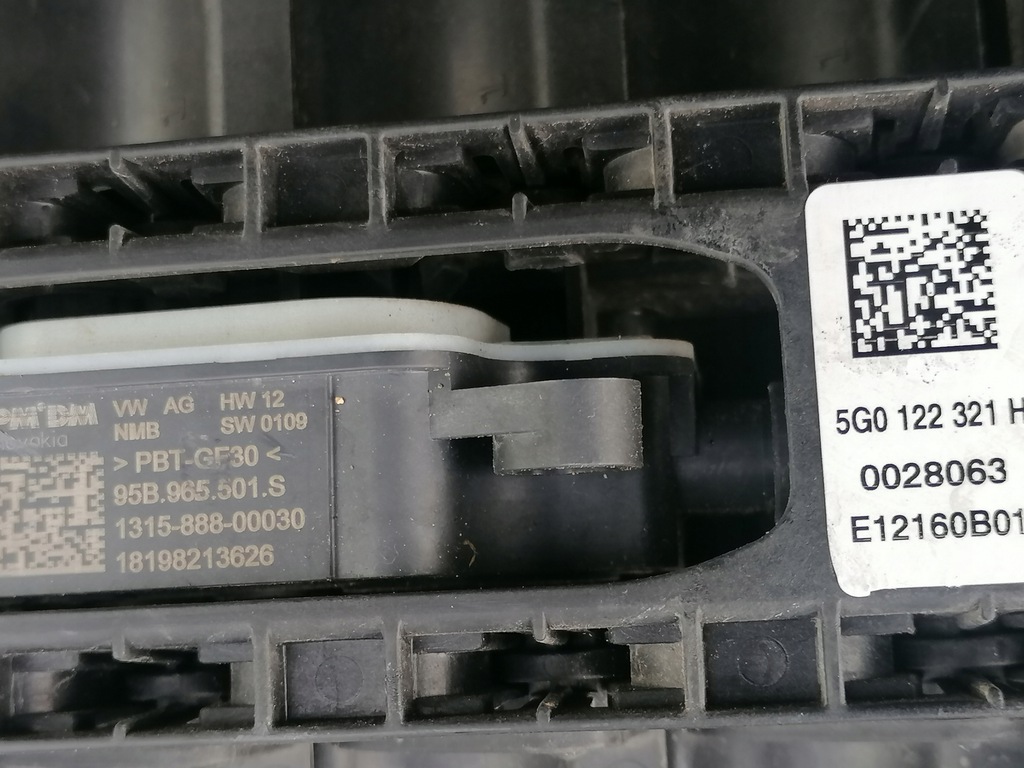 VW AG HW 12
NMB SW 0109
> PBT-GF30 <
95B.965.501.S
1315-888-00030
18198213626
5G0 122 321 H
0028063
E12160B01